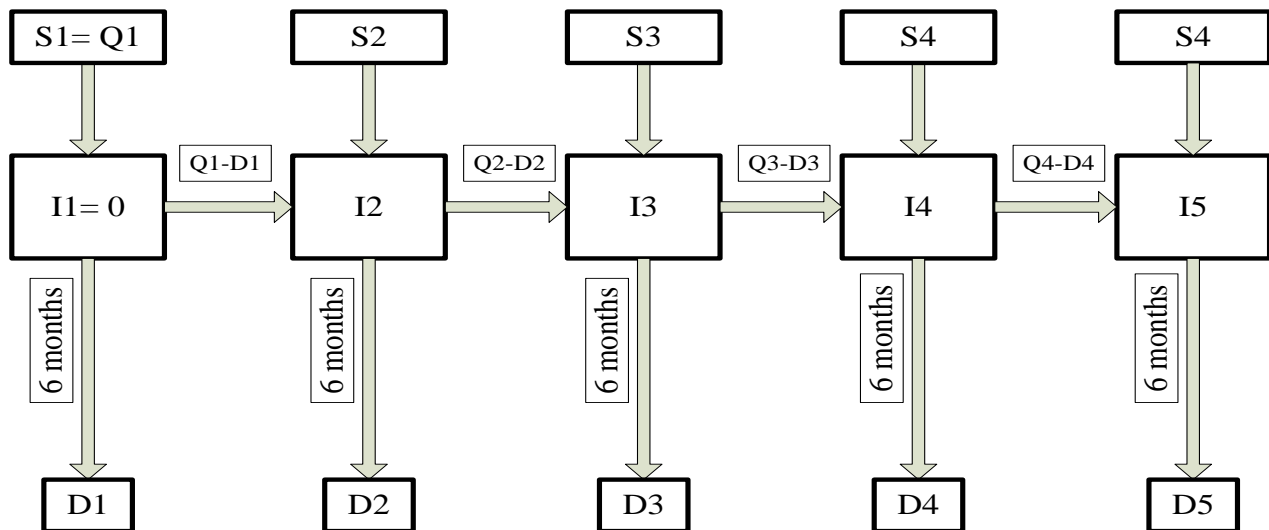 S1= Q1
S2
S3
S4
S4
Q1-D1
Q2-D2
Q3-D3
Q4-D4
I1= 0
I2
I3
I4
I5
6 months
6 months
6 months
6 months
6 months
D1
D2
D3
D4
D5